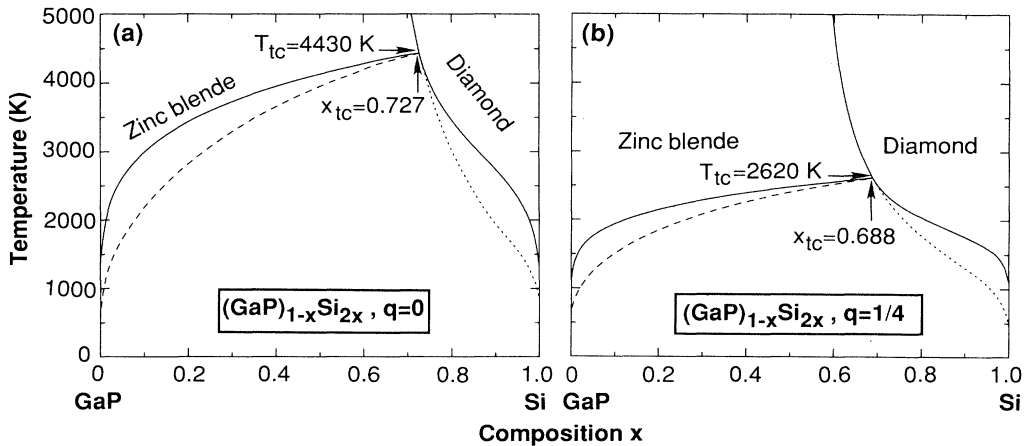 (a)
T_tc=4430 K
Zinc blende
Diamond
x_tc=0.727
(GaP)_1-x Si_2x , q=0
Temperature (K)
5000
4000
3000
2000
1000
0
0 0.2 0.4 0.6 0.8 1.0
GaP Si
(b)
Zinc blende
Diamond
T_tc=2620 K
x_tc=0.688
(GaP)_1-x Si_2x , q=1/4
0 0.2 0.4 0.6 0.8 1.0
GaP Si
Composition x